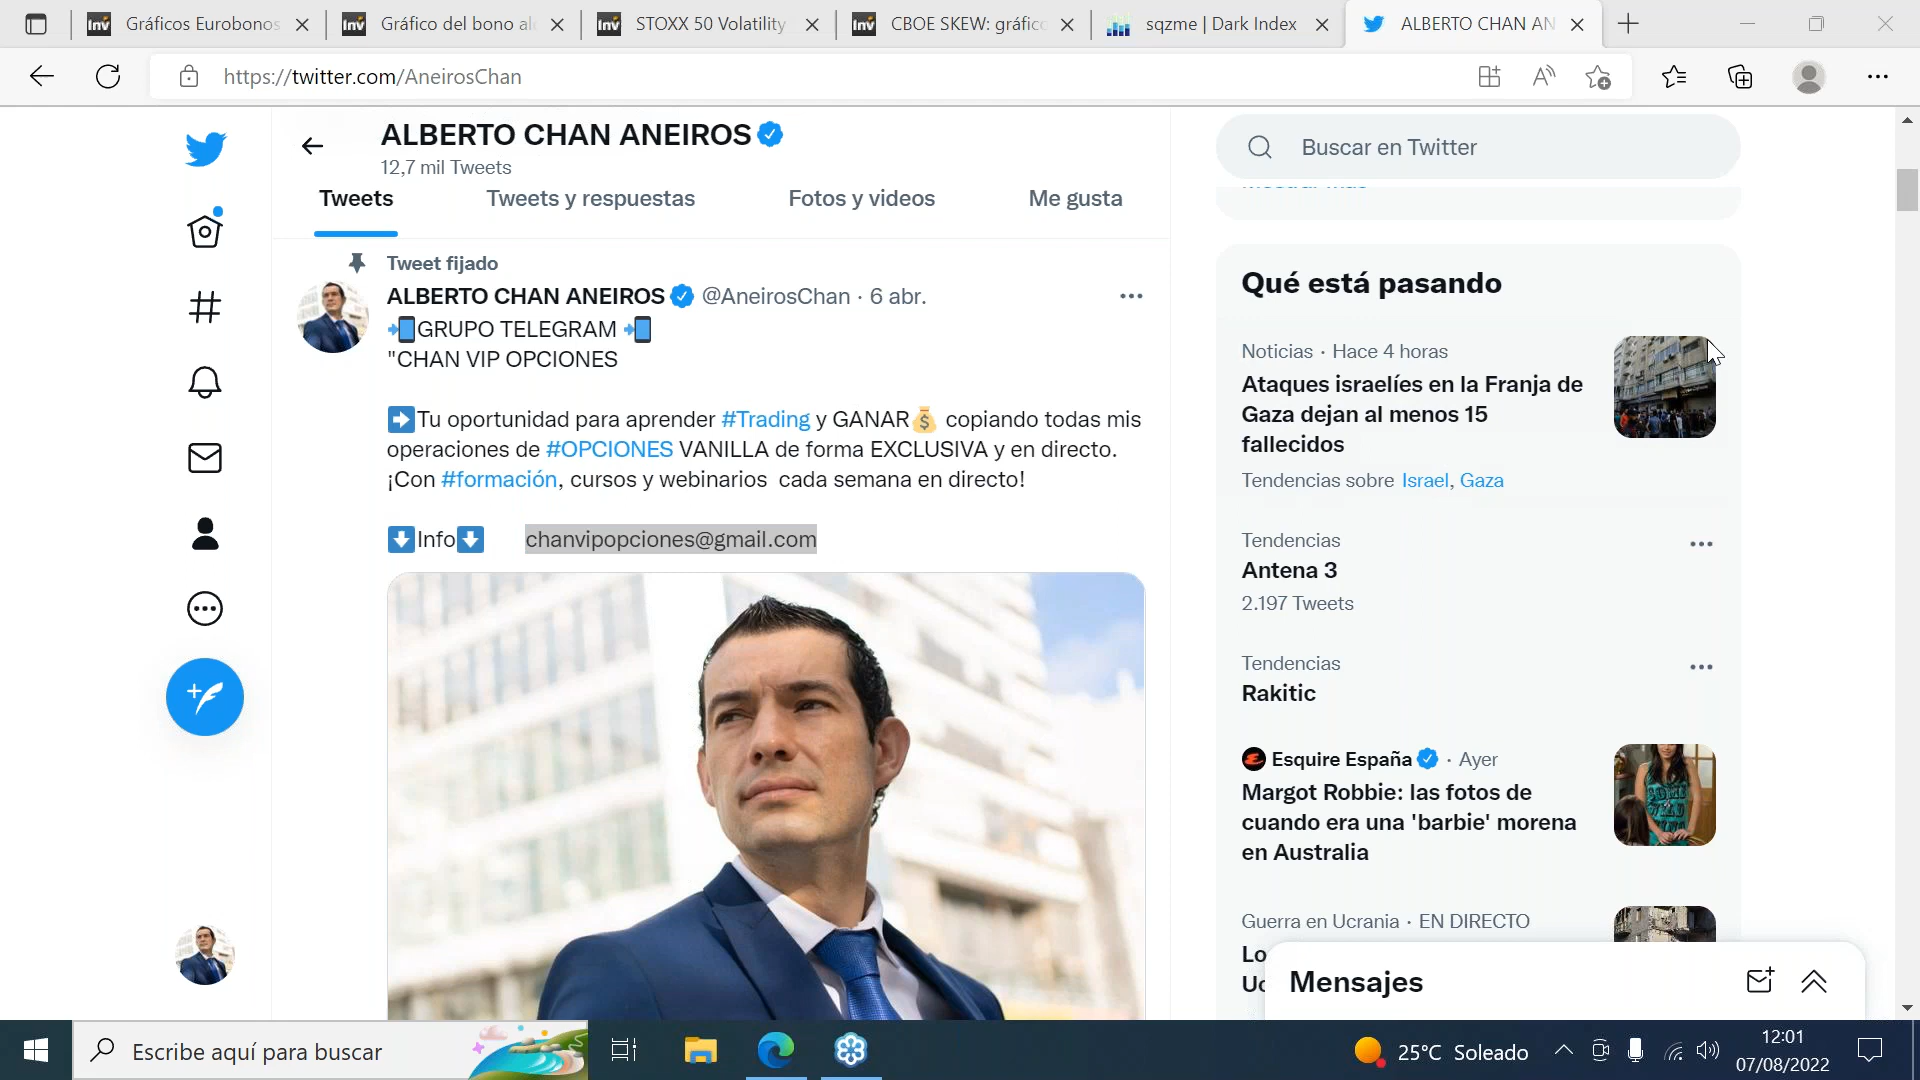 Gráficos Eurobonos
Gráfico del bono al
STOXX 50 Volatility
CBOE SKEW: gráfic
sqzme | Dark Index
ALBERTO CHAN AN
https://twitter.com/AneirosChan
ALBERTO CHAN ANEIROS
12,7 mil Tweets
Tweets
Tweets y respuestas
Fotos y videos
Me gusta
Tweet fijado
ALBERTO CHAN ANEIROS @AneirosChan · 6 abr.
📲GRUPO TELEGRAM 📲
"CHAN VIP OPCIONES
➡️Tu oportunidad para aprender #Trading y GANAR💰 copiando todas mis
operaciones de #OPCIONES VANILLA de forma EXCLUSIVA y en directo.
¡Con #formación, cursos y webinarios cada semana en directo!
⬇️Info⬇️ chanvipopciones@gmail.com
Buscar en Twitter
Qué está pasando
Noticias · Hace 4 horas
Ataques israelíes en la Franja de
Gaza dejan al menos 15
fallecidos
Tendencias sobre Israel, Gaza
Tendencias
Antena 3
2.197 Tweets
Tendencias
Rakitic
Esquire España · Ayer
Margot Robbie: las fotos de
cuando era una 'barbie' morena
en Australia
Guerra en Ucrania · EN DIRECTO
Lo
Uc
Mensajes
Escribe aquí para buscar
25°C Soleado
12:01
07/08/2022